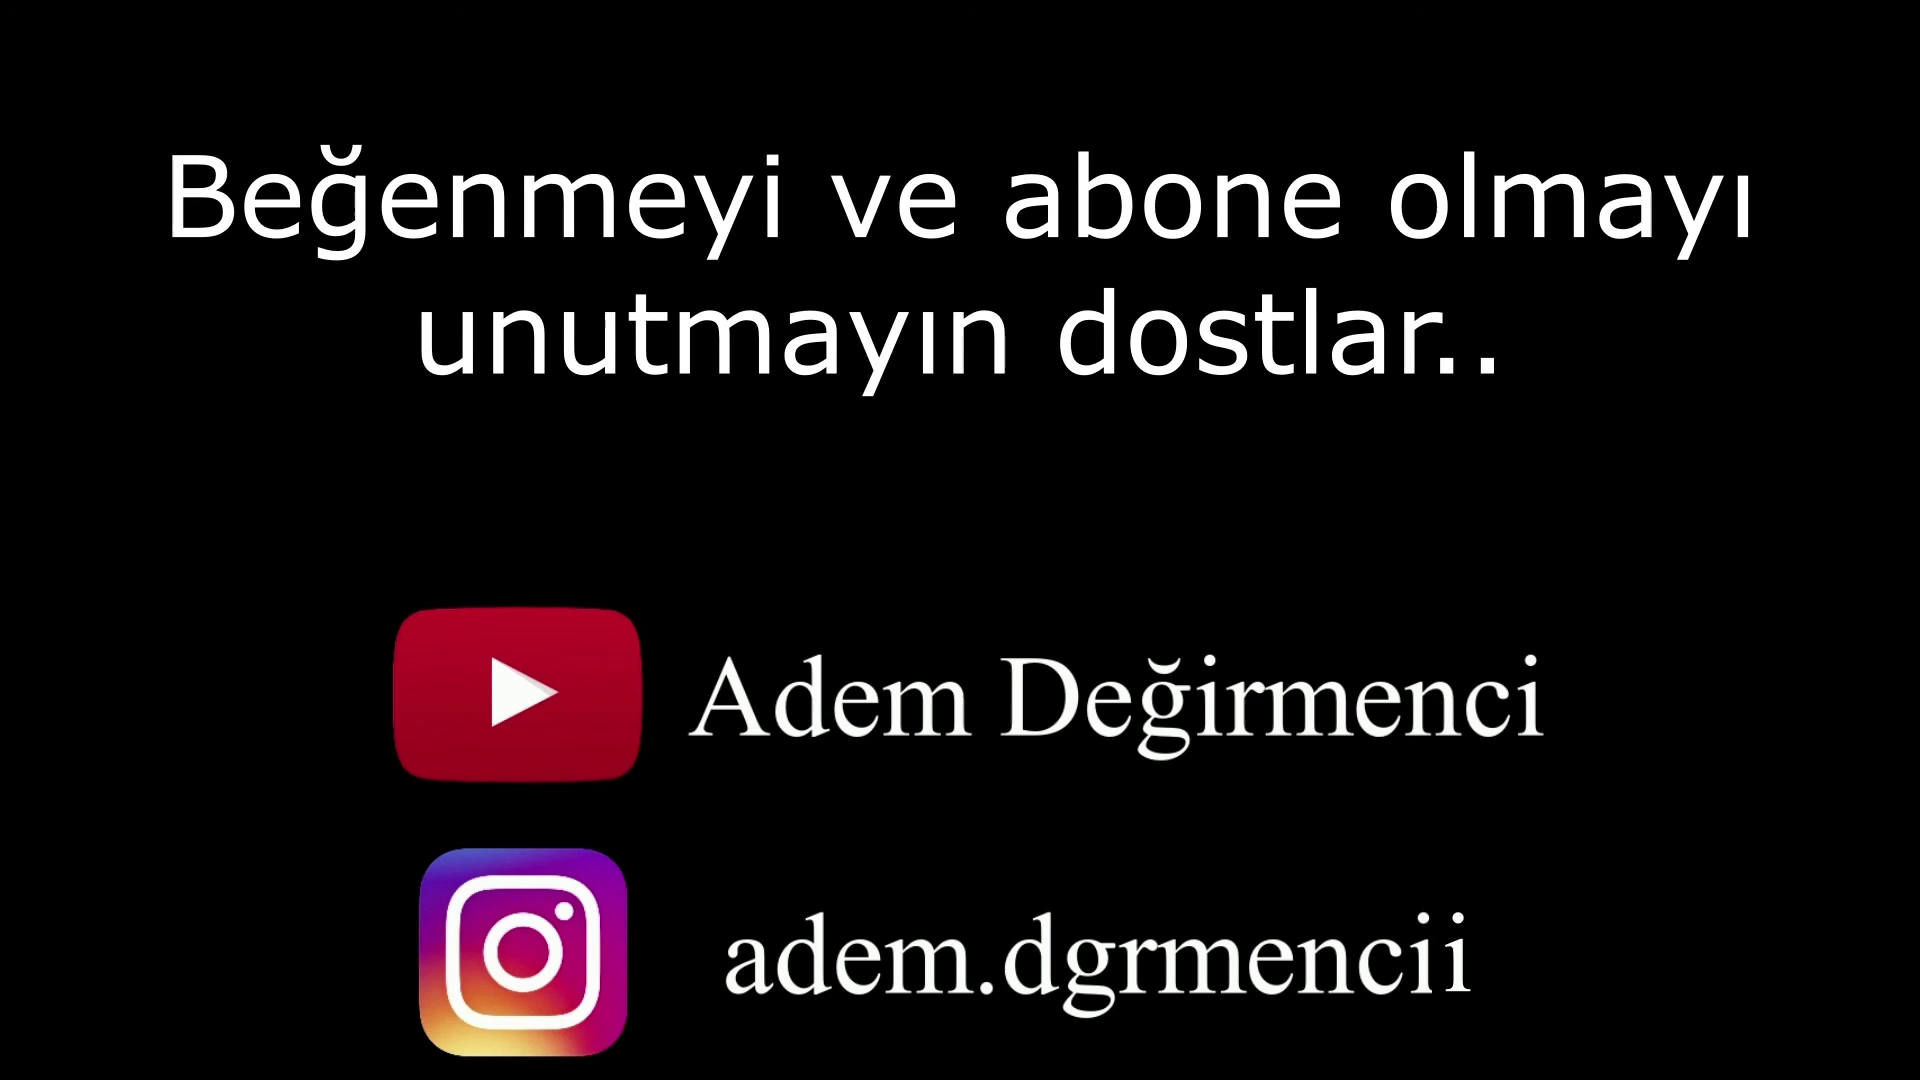 Beğenmeyi ve abone olmayı
unutmayın dostlar..
Adem Değirmenci
adem.dgrmencii